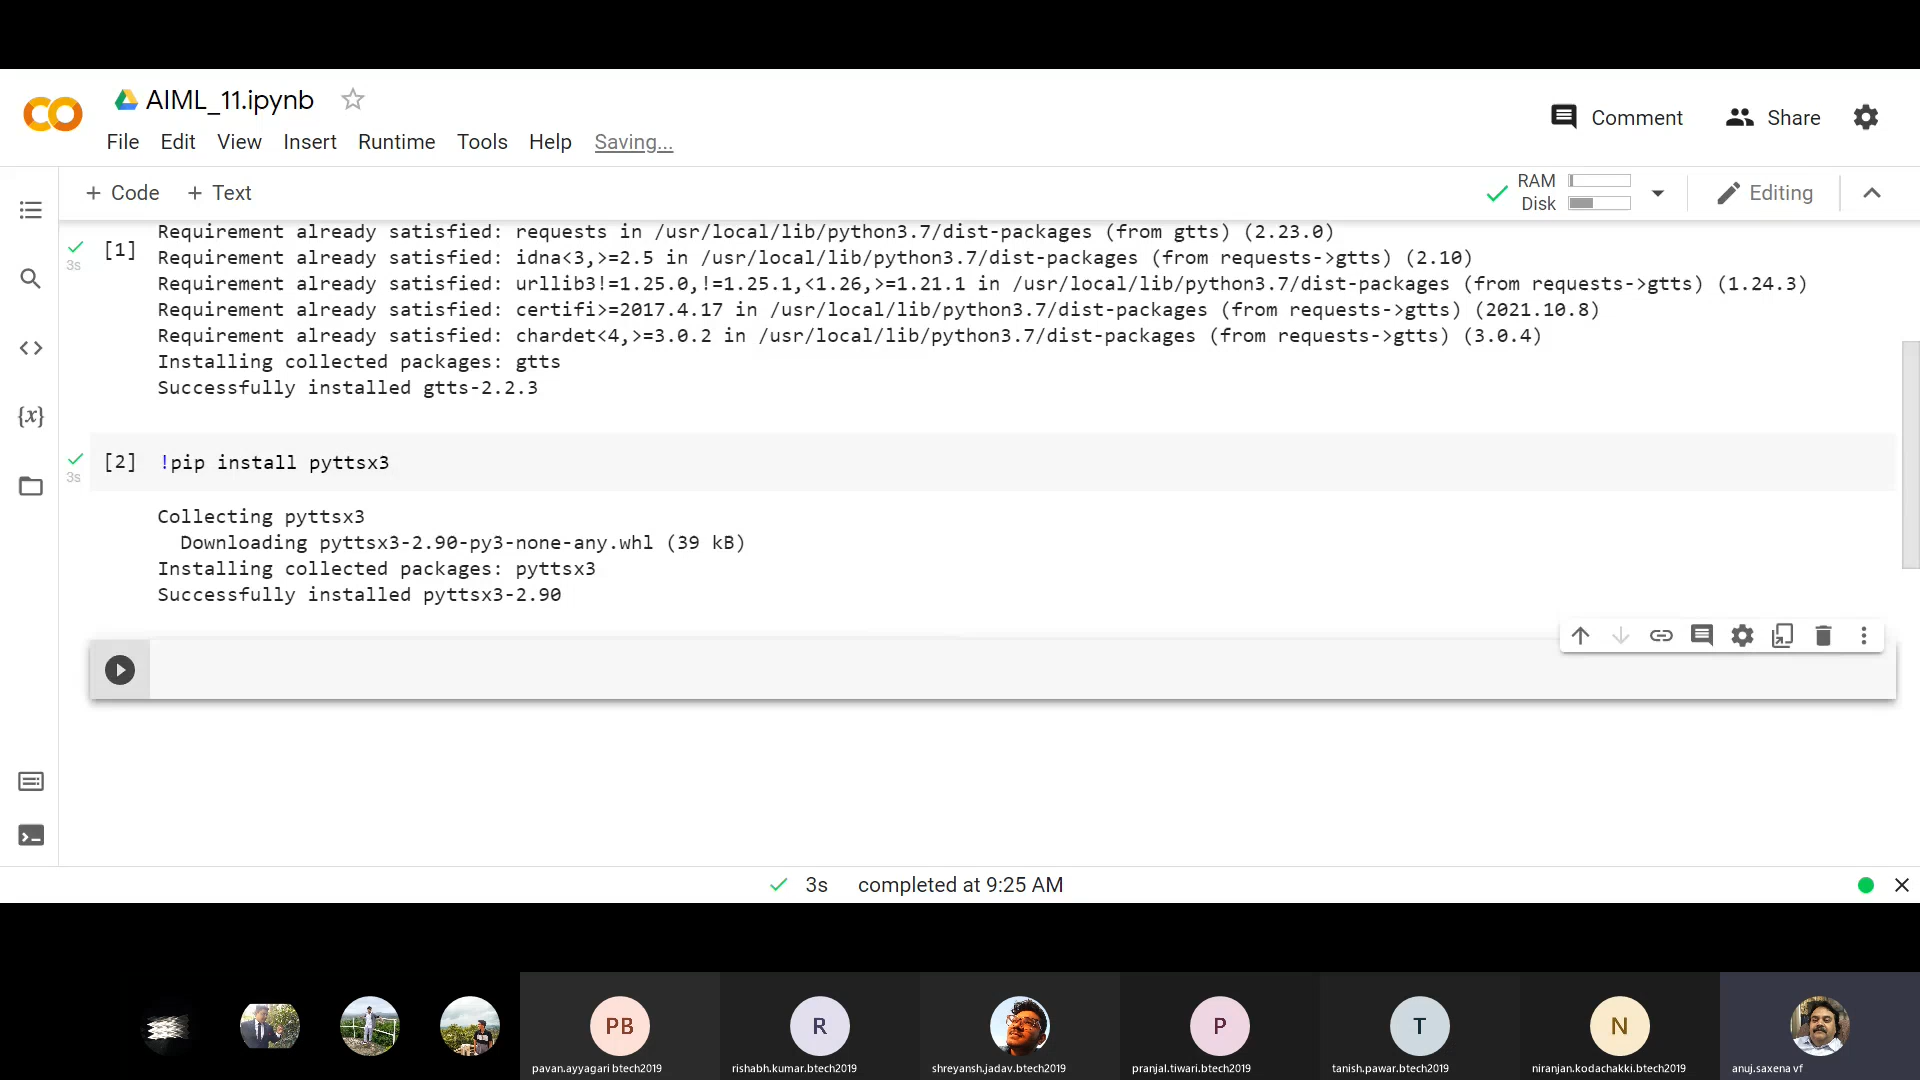 AIML_11.ipynb
Comment
Share
File Edit View Insert Runtime Tools Help Saving...
+ Code + Text
RAM
Disk
Editing
Requirement already satisfied: requests in /usr/local/lib/python3.7/dist-packages (from gtts) (2.23.0)
[1]
3s
Requirement already satisfied: idna<3,>=2.5 in /usr/local/lib/python3.7/dist-packages (from requests->gtts) (2.10)
Requirement already satisfied: urllib3!=1.25.0,!=1.25.1,<1.26,>=1.21.1 in /usr/local/lib/python3.7/dist-packages (from requests->gtts) (1.24.3)
Requirement already satisfied: certifi>=2017.4.17 in /usr/local/lib/python3.7/dist-packages (from requests->gtts) (2021.10.8)
Requirement already satisfied: chardet<4,>=3.0.2 in /usr/local/lib/python3.7/dist-packages (from requests->gtts) (3.0.4)
Installing collected packages: gtts
Successfully installed gtts-2.2.3
[2] !pip install pyttsx3
3s
Collecting pyttsx3
Downloading pyttsx3-2.90-py3-none-any.whl (39 kB)
Installing collected packages: pyttsx3
Successfully installed pyttsx3-2.90
{x}
3s completed at 9:25 AM
PB R P T N
pavan.ayyagari btech2019 rishabh.kumar.btech2019 shreyansh.jadav.btech2019 pranjal.tiwari.btech2019 tanish.pawar.btech2019 niranjan.kodachakki.btech2019 anuj.saxena vf